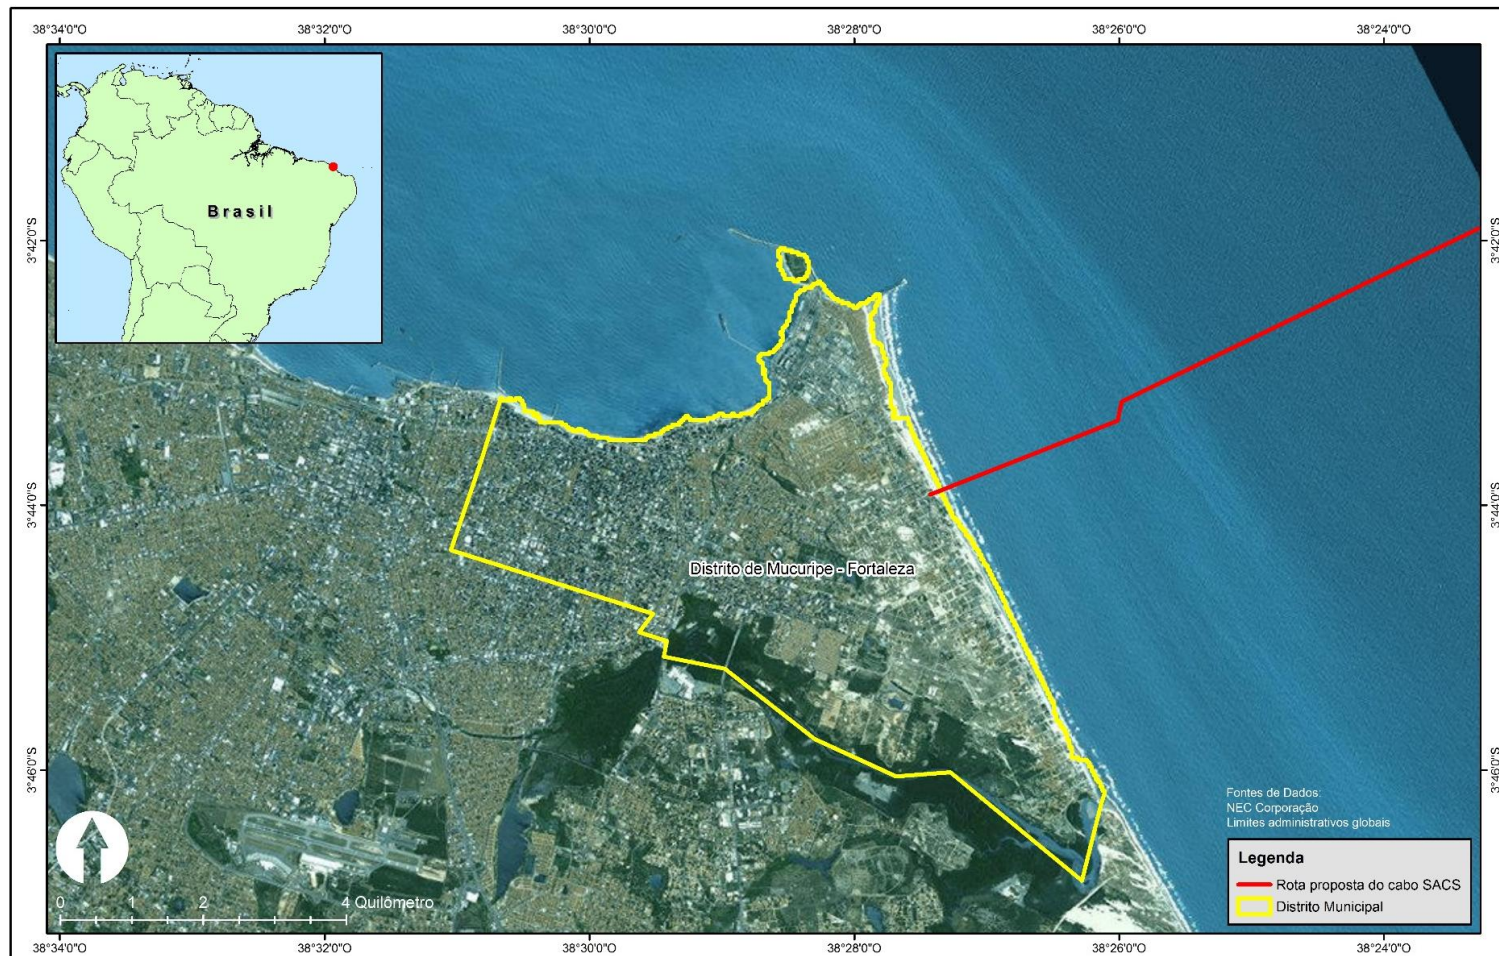 38°34'0"O 38°32'0"O 38°30'0"O 38°28'0"O 38°26'0"O 38°24'0"O
Brasil
3°42'0"S 3°42'0"S
3°44'0"S 3°44'0"S
Distrito de Mucuripe - Fortaleza
3°46'0"S 3°46'0"S
Fontes de Dados:
NEC Corporação
Limites administrativos globais
Legenda
Rota proposta do cabo SACS
Distrito Municipal
0 1 2 4 Quilômetro
38°34'0"O 38°32'0"O 38°30'0"O 38°28'0"O 38°26'0"O 38°24'0"O